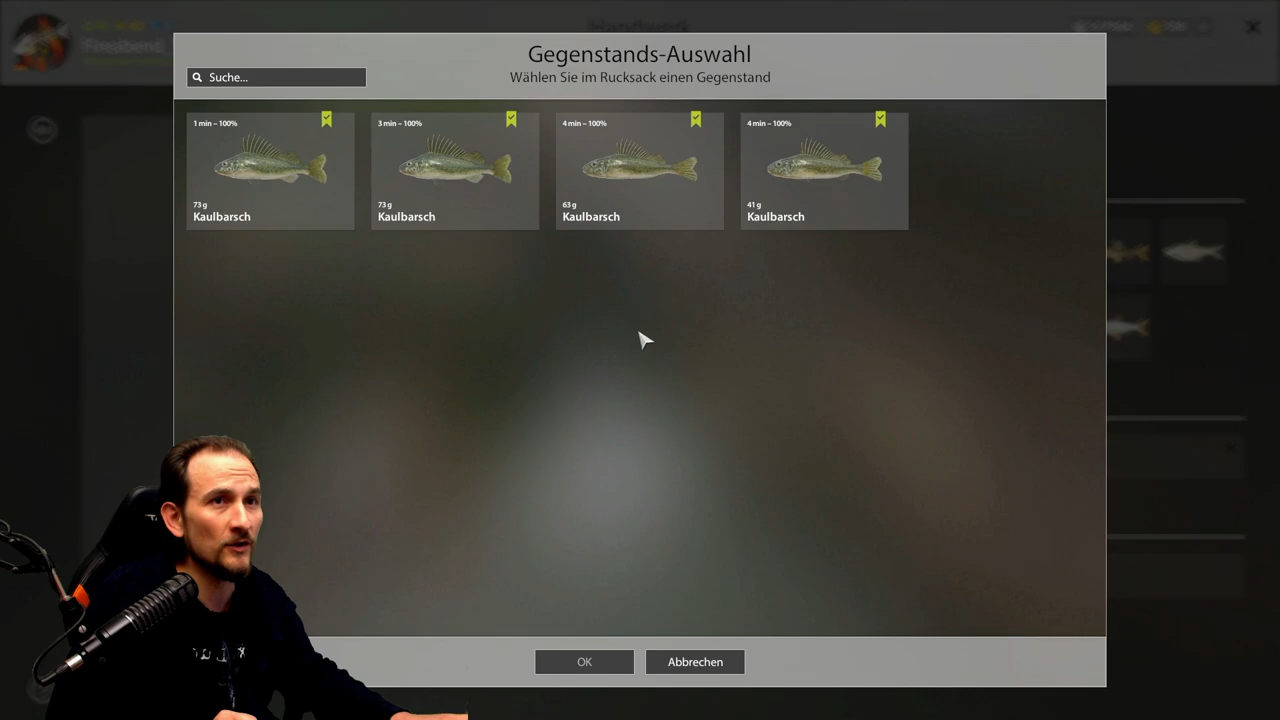 Gegenstands-Auswahl
Suche...
Wählen Sie im Rucksack einen Gegenstand
1 min – 100%
3 min – 100%
4 min – 100%
4 min – 100%
73 g
73 g
63 g
41 g
Kaulbarsch
Kaulbarsch
Kaulbarsch
Kaulbarsch
OK
Abbrechen